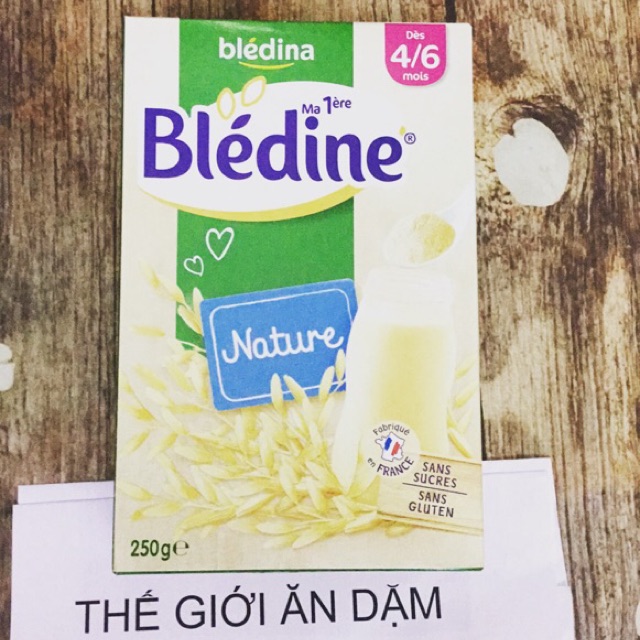 blédina
Dès
4/6
mois
Ma 1ère
Blédine®
Nature
Fabriqué
en FRANCE
SANS
SUCRES
SANS
GLUTEN
250g℮
THẾ GIỚI ĂN DẶM